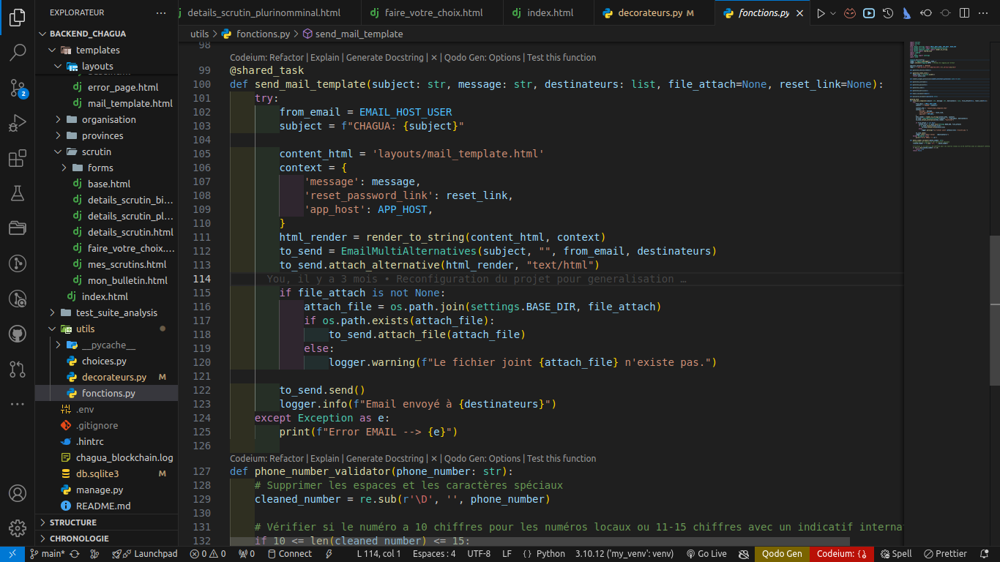 EXPLORATEUR
BACKEND_CHAGUA
templates
layouts
error_page.html
mail_template.html
organisation
provinces
scrutin
forms
base.html
details_scrutin_bi...
details_scrutin_pl...
details_scrutin.html
faire_votre_choix....
mes_scrutins.html
mon_bulletin.html
index.html
test_suite_analysis
utils
__pycache__
choices.py
decorateurs.py M
fonctions.py
.env
.gitignore
.hintrc
chagua_blockchain.log
db.sqlite3 M
manage.py
README.md
STRUCTURE
CHRONOLOGIE
2
details_scrutin_plurinomminal.html
faire_votre_choix.html
index.html
decorateurs.py M
fonctions.py
utils > fonctions.py > send_mail_template
98
Codeium: Refactor | Explain | Generate Docstring | × | Qodo Gen: Options | Test this function
99 @shared_task
100 def send_mail_template(subject: str, message: str, destinateurs: list, file_attach=None, reset_link=None):
101 try:
102 from_email = EMAIL_HOST_USER
103 subject = f"CHAGUA: {subject}"
104
105 content_html = 'layouts/mail_template.html'
106 context = {
107 'message': message,
108 'reset_password_link': reset_link,
109 'app_host': APP_HOST,
110 }
111 html_render = render_to_string(content_html, context)
112 to_send = EmailMultiAlternatives(subject, "", from_email, destinateurs)
113 to_send.attach_alternative(html_render, "text/html")
114 You, il y a 3 mois • Reconfiguration du projet pour generalisation …
115 if file_attach is not None:
116 attach_file = os.path.join(settings.BASE_DIR, file_attach)
117 if os.path.exists(attach_file):
118 to_send.attach_file(attach_file)
119 else:
120 logger.warning(f"Le fichier joint {attach_file} n'existe pas.")
121
122 to_send.send()
123 logger.info(f"Email envoyé à {destinateurs}")
124 except Exception as e:
125 print(f"Error EMAIL --> {e}")
126
Codeium: Refactor | Explain | Generate Docstring | × | Qodo Gen: Options | Test this function
127 def phone_number_validator(phone_number: str):
128 # Supprimer les espaces et les caractères spéciaux
129 cleaned_number = re.sub(r'\D', '', phone_number)
130
131 # Vérifier si le numéro a 10 chiffres pour les numéros locaux ou 11-15 chiffres avec un indicatif interna
132 if 10 <= len(cleaned_number) <= 15:
main* Launchpad 0 0 0 Connect L 114, col 1 Espaces : 4 UTF-8 LF {} Python 3.10.12 ('my_venv': venv) Go Live Qodo Gen Codeium: {} Spell Prettier